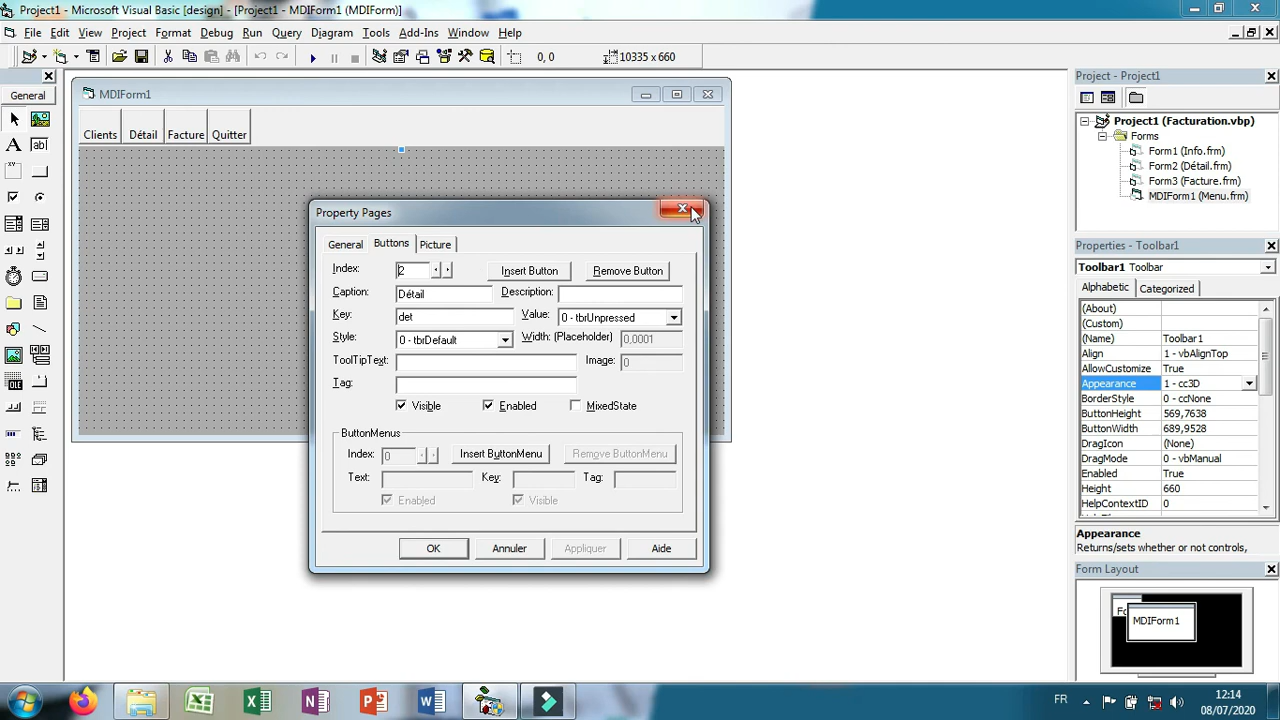 Project1 - Microsoft Visual Basic [design] - [Project1 - MDIForm1 (MDIForm)]
File Edit View Project Format Debug Run Query Diagram Tools Add-Ins Window Help
0, 0
10335 x 660
General
MDIForm1
Clients Détail Facture Quitter
Property Pages
General Buttons Picture
Index: 2 Insert Button Remove Button
Caption: Détail Description:
Key: det Value: 0 - tbrUnpressed
Style: 0 - tbrDefault Width: (Placeholder) 0,0001
ToolTipText: Image: 0
Tag:
Visible Enabled MixedState
ButtonMenus
Index: 0 Insert ButtonMenu Remove ButtonMenu
Text: Key: Tag:
Enabled Visible
OK Annuler Appliquer Aide
Project - Project1
Project1 (Facturation.vbp)
Forms
Form1 (Info.frm)
Form2 (Détail.frm)
Form3 (Facture.frm)
MDIForm1 (Menu.frm)
Properties - Toolbar1
Toolbar1 Toolbar
Alphabetic Categorized
(About)
(Custom)
(Name) Toolbar1
Align 1 - vbAlignTop
AllowCustomize True
Appearance 1 - cc3D
BorderStyle 0 - ccNone
ButtonHeight 569,7638
ButtonWidth 689,9528
DragIcon (None)
DragMode 0 - vbManual
Enabled True
Height 660
HelpContextID 0
Appearance
Returns/sets whether or not controls,
Form Layout
MDIForm1
FR
12:14
08/07/2020